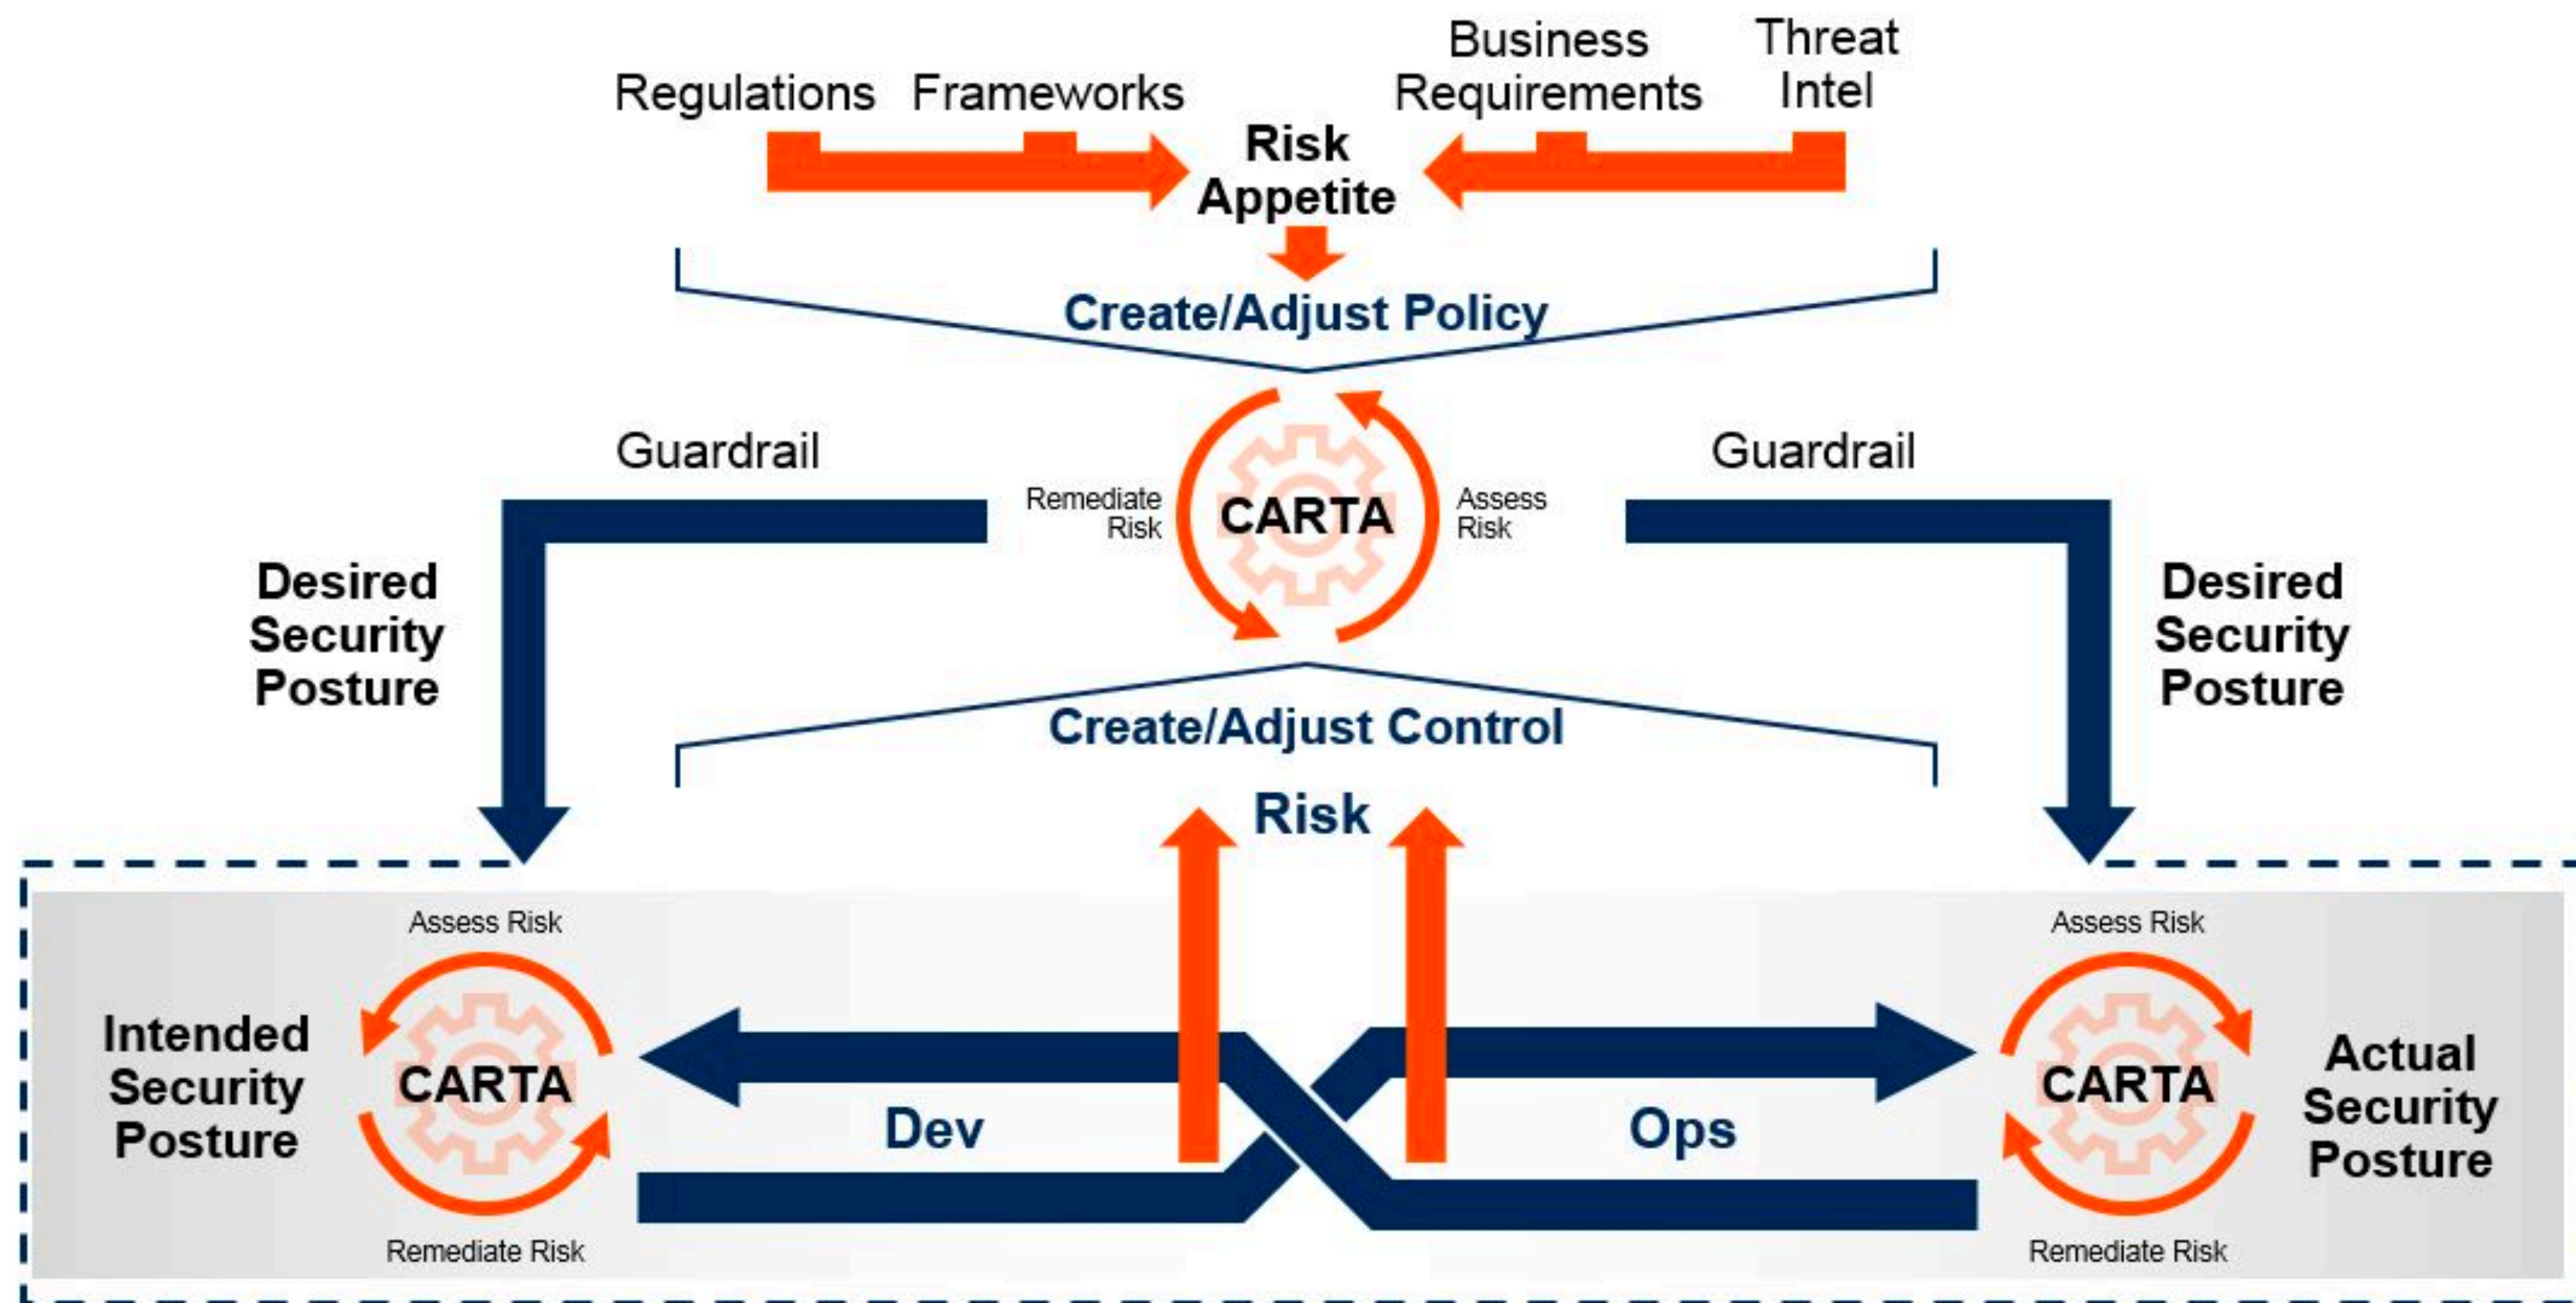 Regulations
Frameworks
Business
Requirements
Threat
Intel
Risk
Appetite
Create/Adjust Policy
Guardrail
Guardrail
Remediate
Risk
CARTA
Assess
Risk
Desired
Security
Posture
Desired
Security
Posture
Create/Adjust Control
Risk
Assess Risk
Intended
Security
Posture
CARTA
Remediate Risk
Dev
Ops
Assess Risk
CARTA
Remediate Risk
Actual
Security
Posture